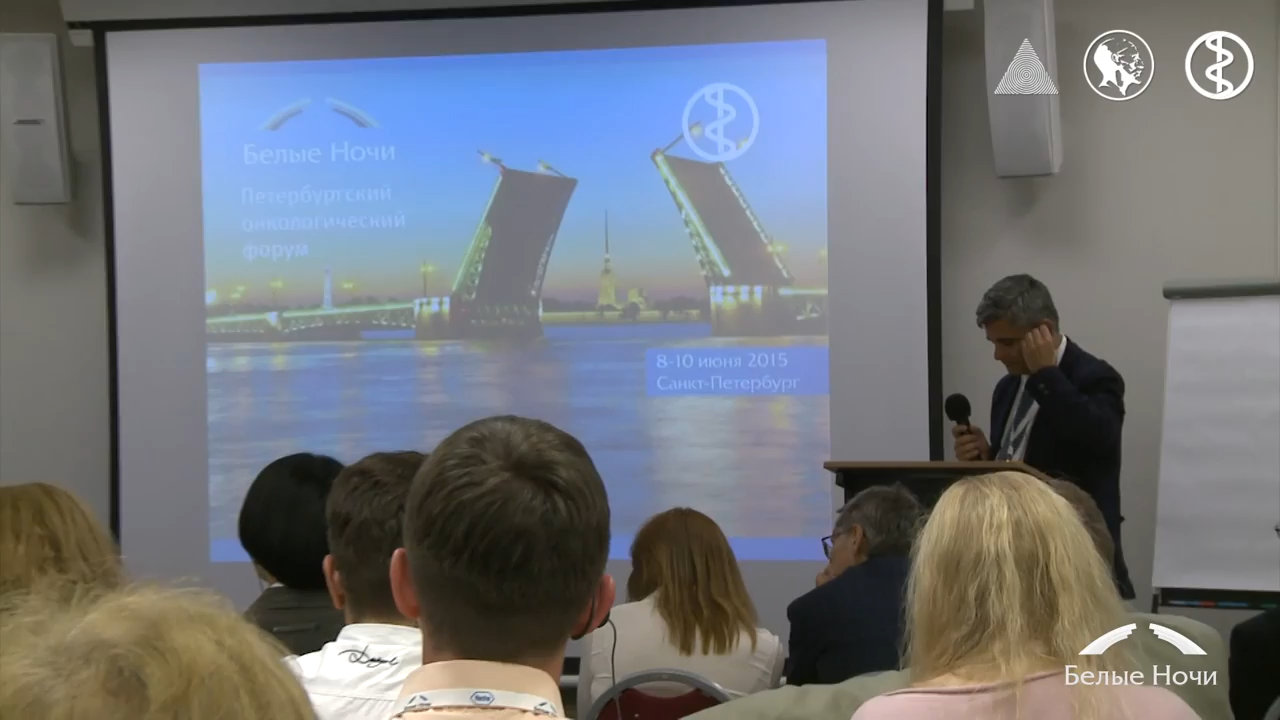 Белые Ночи
Петербургский
онкологический
форум
8-10 июня 2015
Санкт-Петербург
Белые Ночи